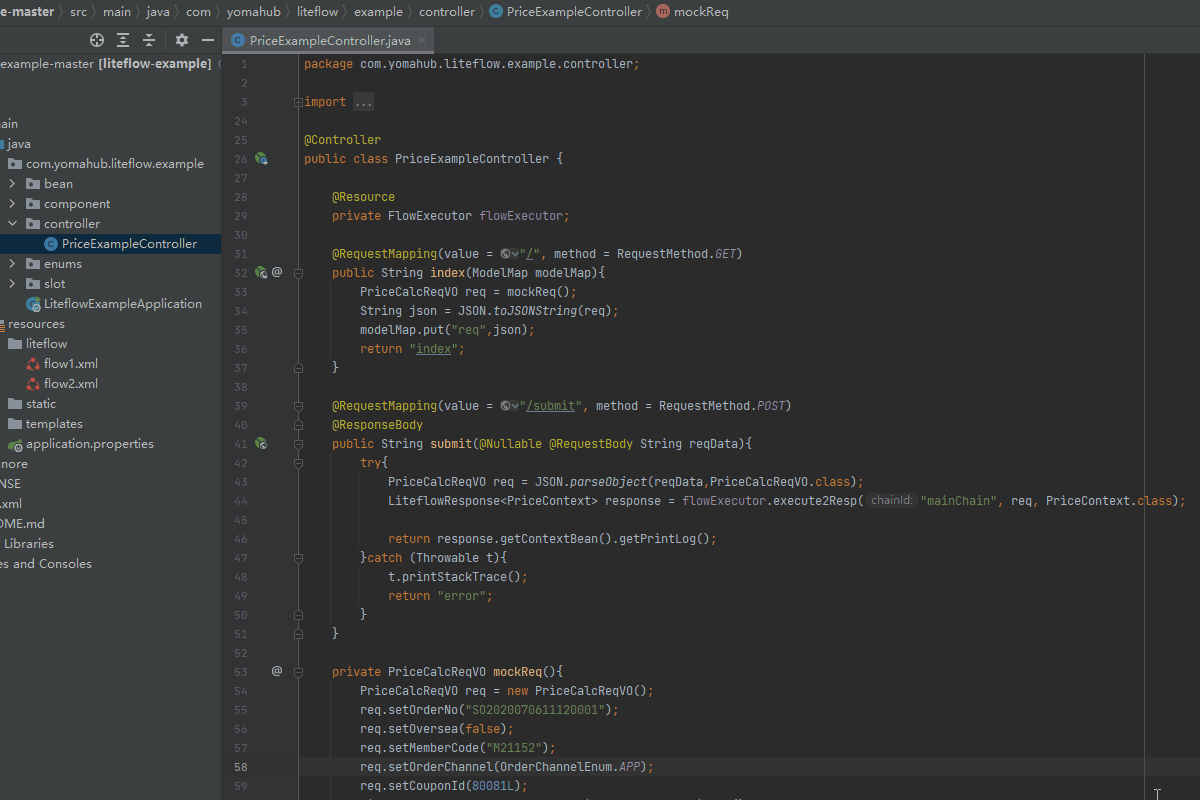 e-master 〉 src 〉 main 〉 java 〉 com 〉 yomahub 〉 liteflow 〉 example 〉 controller 〉 PriceExampleController 〉 mockReq
PriceExampleController.java
example-master [liteflow-example]
ain
java
com.yomahub.liteflow.example
bean
component
controller
PriceExampleController
enums
slot
LiteflowExampleApplication
resources
liteflow
flow1.xml
flow2.xml
static
templates
application.properties
nore
NSE
.xml
OME.md
Libraries
es and Consoles
1 package com.yomahub.liteflow.example.controller;
2
3 import ...
24
25 @Controller
26 public class PriceExampleController {
27
28 @Resource
29 private FlowExecutor flowExecutor;
30
31 @RequestMapping(value = "/", method = RequestMethod.GET)
32 @ public String index(ModelMap modelMap){
33 PriceCalcReqVO req = mockReq();
34 String json = JSON.toJSONString(req);
35 modelMap.put("req",json);
36 return "index";
37 }
38
39 @RequestMapping(value = "/submit", method = RequestMethod.POST)
40 @ResponseBody
41 public String submit(@Nullable @RequestBody String reqData){
42 try{
43 PriceCalcReqVO req = JSON.parseObject(reqData,PriceCalcReqVO.class);
44 LiteflowResponse<PriceContext> response = flowExecutor.execute2Resp( chainId: "mainChain", req, PriceContext.class);
45
46 return response.getContextBean().getPrintLog();
47 }catch (Throwable t){
48 t.printStackTrace();
49 return "error";
50 }
51 }
52
53 @ private PriceCalcReqVO mockReq(){
54 PriceCalcReqVO req = new PriceCalcReqVO();
55 req.setOrderNo("SO2020070611120001");
56 req.setOversea(false);
57 req.setMemberCode("M21152");
58 req.setOrderChannel(OrderChannelEnum.APP);
59 req.setCouponId(80081L);